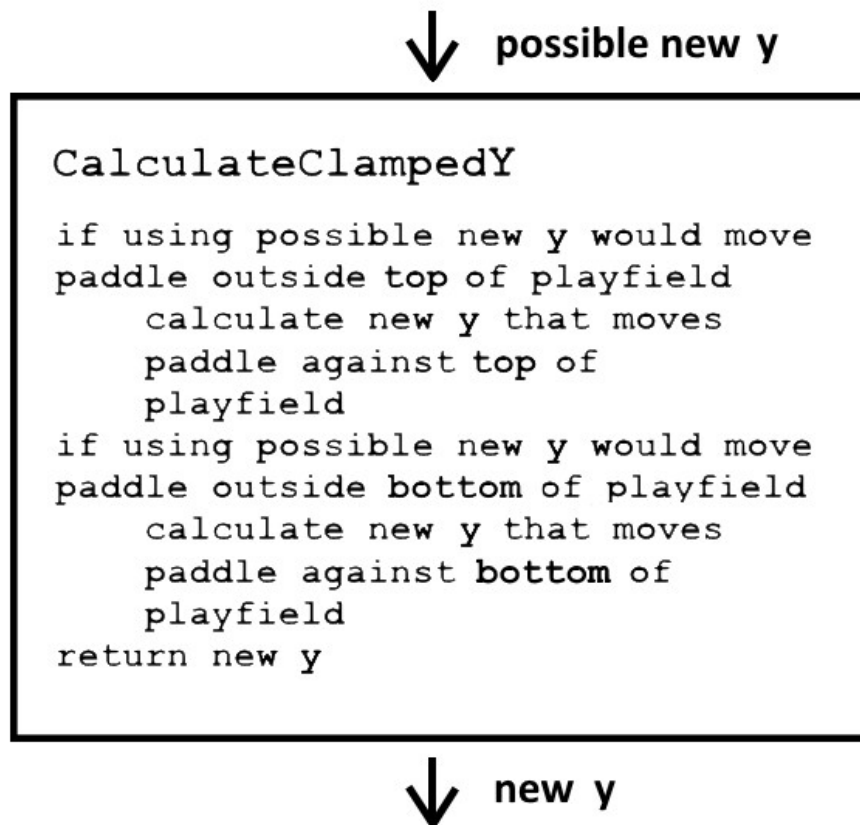 possible new y
CalculateClampedY
if using possible new y would move
paddle outside top of playfield
calculate new y that moves
paddle against top of
playfield
if using possible new y would move
paddle outside bottom of playfield
calculate new y that moves
paddle against bottom of
playfield
return new y
new y